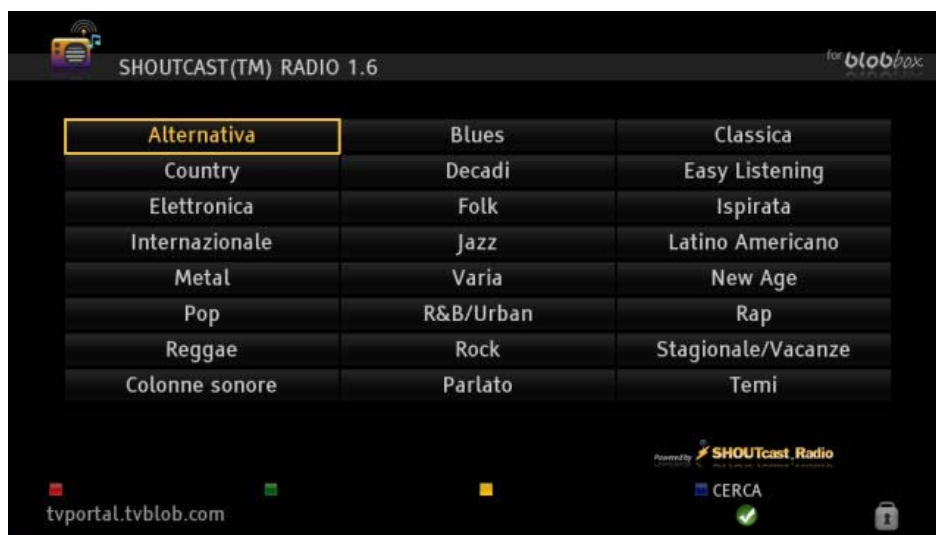 SHOUTCAST(TM) RADIO 1.6
for blobbox
Alternativa Blues Classica
Country Decadi Easy Listening
Elettronica Folk Ispirata
Internazionale Jazz Latino Americano
Metal Varia New Age
Pop R&B/Urban Rap
Reggae Rock Stagionale/Vacanze
Colonne sonore Parlato Temi
Powered by SHOUTcast Radio
CERCA
tvportal.tvblob.com